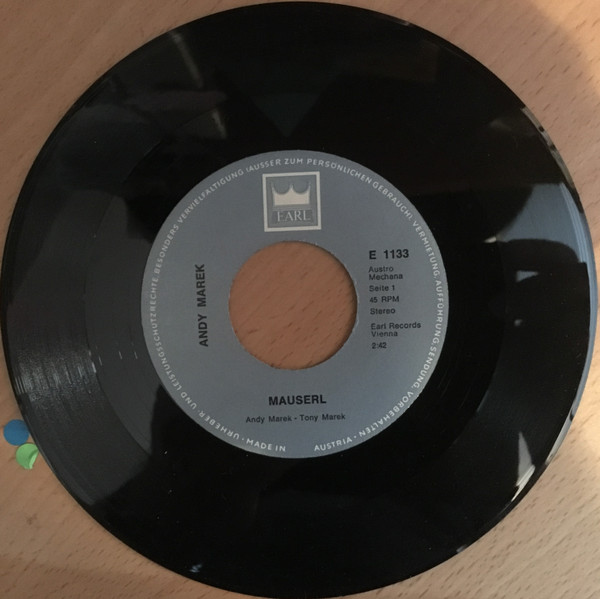 URHEBER- UND LEISTUNGSSCHUTZRECHTE BESONDERS VERVIELFÄLTIGUNG (AUSSER ZUM PERSÖNLICHEN GEBRAUCH), VERMIETUNG, AUFFÜHRUNG, SENDUNG, VORBEHALTEN · MADE IN AUSTRIA ·
EARL
ANDY MAREK
E 1133
Austro
Mechana
Seite 1
45 RPM
Stereo
Earl Records
Vienna
2:42
MAUSERL
Andy Marek - Tony Marek